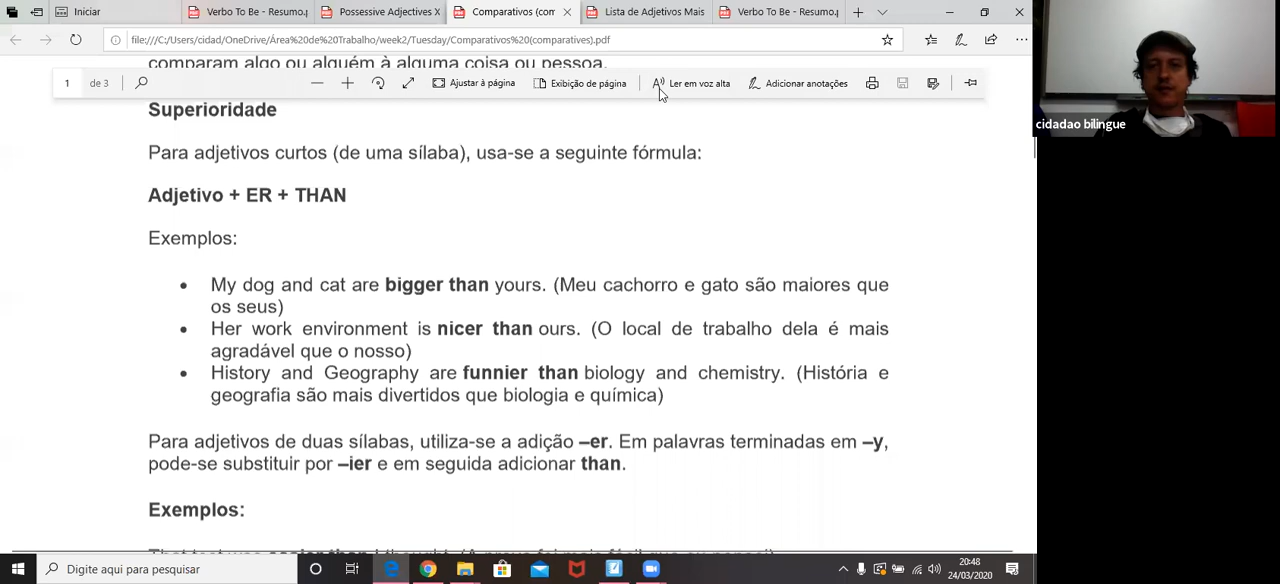 Verbo To Be - Resumo.p
Possessive Adjectives X
Comparativos (com
Lista de Adjetivos Mais
Verbo To Be - Resumo.p
Iniciar
file:///C:/Users/cidad/OneDrive/Área%20de%20Trabalho/week2/Tuesday/Comparativos%20(comparatives).pdf
comparam algo ou alguém à alguma coisa ou pessoa.
1 de 3 Ajustar à página Exibição de página Ler em voz alta Adicionar anotações
Superioridade
Para adjetivos curtos (de uma sílaba), usa-se a seguinte fórmula:
Adjetivo + ER + THAN
Exemplos:
My dog and cat are bigger than yours. (Meu cachorro e gato são maiores que
os seus)
Her work environment is nicer than ours. (O local de trabalho dela é mais
agradável que o nosso)
History and Geography are funnier than biology and chemistry. (História e
geografia são mais divertidos que biologia e química)
Para adjetivos de duas sílabas, utiliza-se a adição –er. Em palavras terminadas em –y,
pode-se substituir por –ier e em seguida adicionar than.
Exemplos:
cidadao bilingue
Digite aqui para pesquisar
20:48
24/03/2020